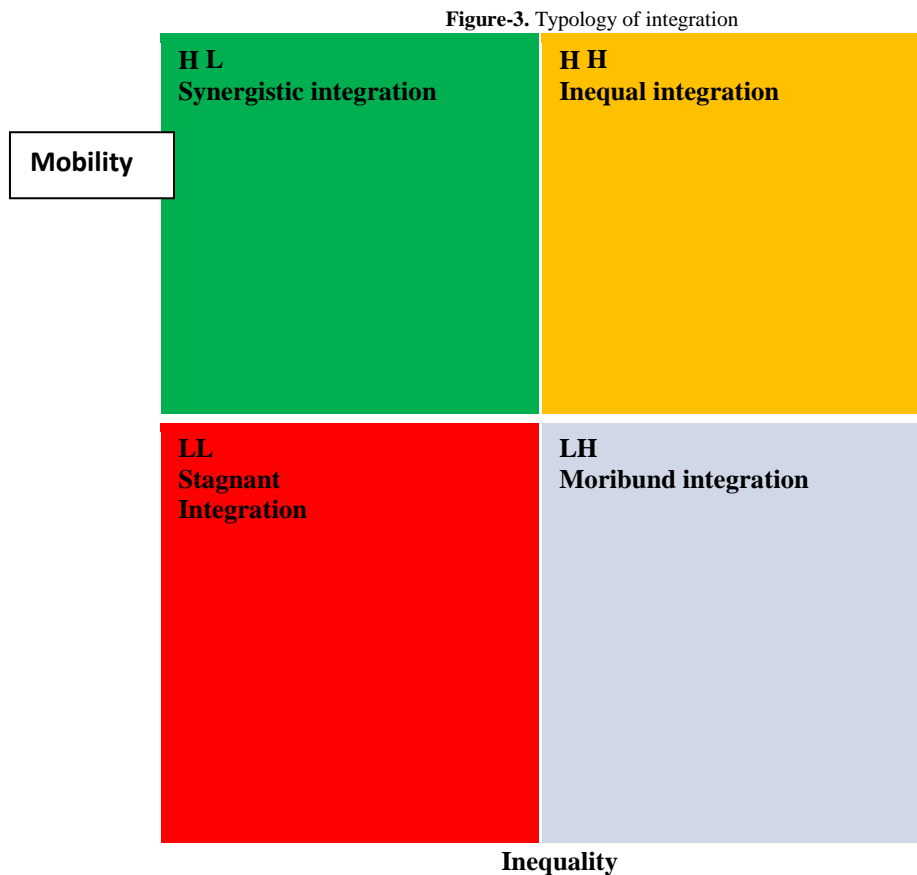 Figure-3. Typology of integration
H L
Synergistic integration
H H
Inequal integration
Mobility
LL
Stagnant
Integration
LH
Moribund integration
Inequality